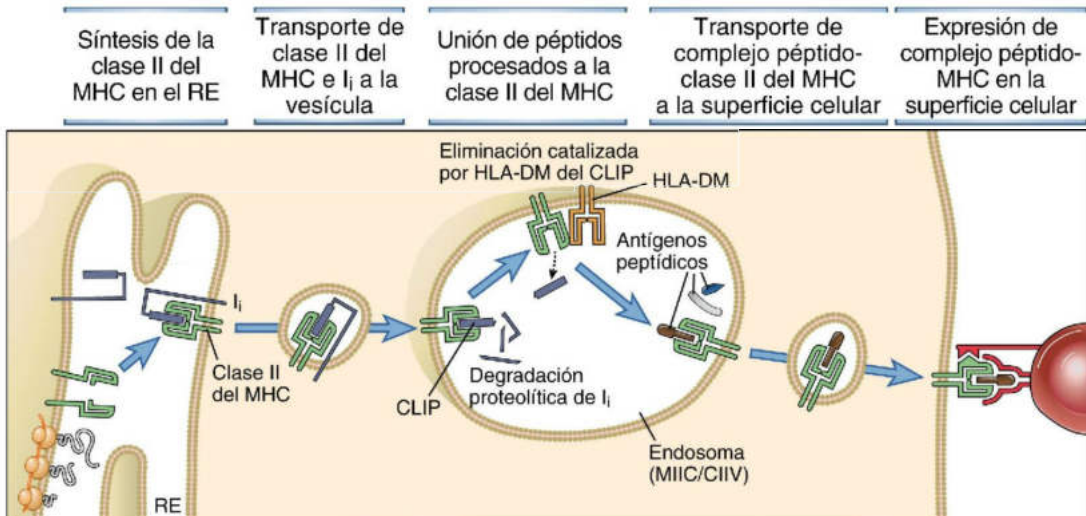 Síntesis de la
clase II del
MHC en el RE
Transporte de
clase II del
MHC e Ii a la
vesícula
Unión de péptidos
procesados a la
clase II del MHC
Transporte de
complejo péptido-
clase II del MHC
a la superficie celular
Expresión de
complejo péptido-
MHC en la
superficie celular
Eliminación catalizada
por HLA-DM del CLIP
HLA-DM
Antígenos
peptídicos
Ii
Clase II
del MHC
CLIP
Degradación
proteolítica de Ii
Endosoma
(MIIC/CIIV)
RE